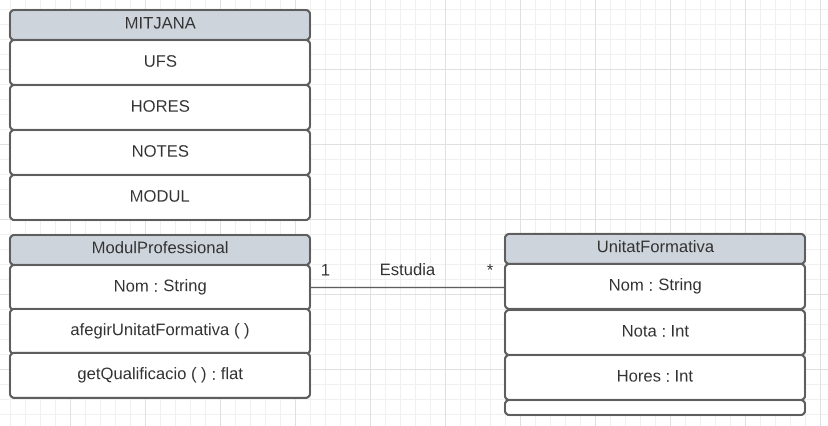 MITJANA
UFS
HORES
NOTES
MODUL
ModulProfessional
Nom : String
afegirUnitatFormativa ( )
getQualificacio ( ) : flat
1 Estudia *
UnitatFormativa
Nom : String
Nota : Int
Hores : Int